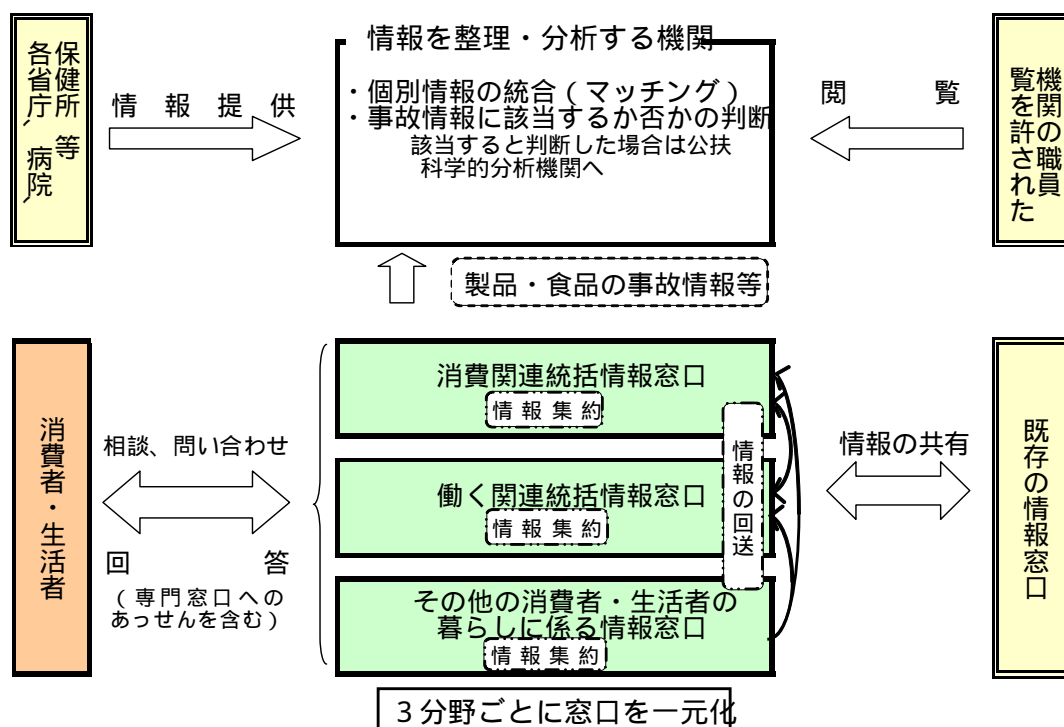 保健所等
各省庁、病院、
情報提供
情報を整理・分析する機関
・個別情報の統合（マッチング）
・事故情報に該当するか否かの判断
該当すると判断した場合は公扶
科学的分析機関へ
閲覧
機関の職員
覧を許された
製品・食品の事故情報等
消費者・生活者
相談、問い合わせ
回答
（専門窓口への
あっせんを含む）
消費関連統括情報窓口
情報集約
働く関連統括情報窓口
情報集約
その他の消費者・生活者の
暮らしに係る情報窓口
情報集約
情報の回送
情報の共有
既存の情報窓口
３分野ごとに窓口を一元化